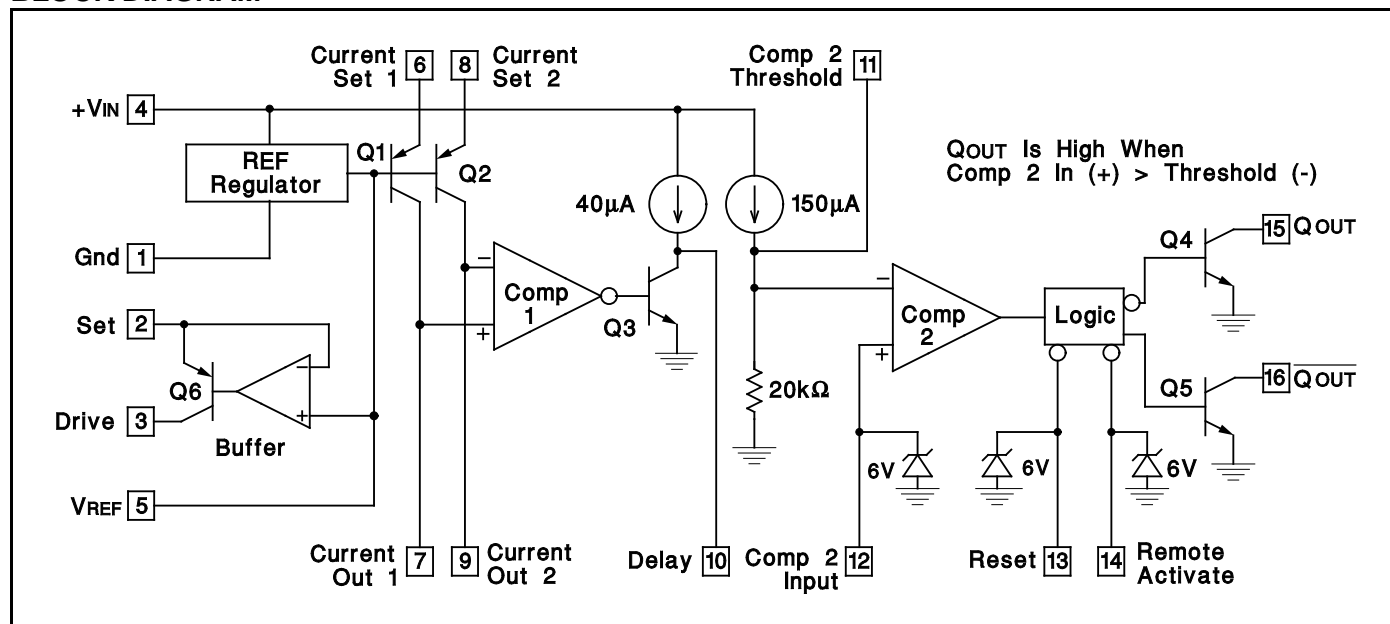 BLOCK DIAGRAM
Current
Set 1
6
8
Current
Set 2
Comp 2
Threshold
11
+VIN
4
REF
Regulator
Q1
Q2
QOUT Is High When
Comp 2 In (+) > Threshold (-)
40µA
150µA
Gnd
1
−
Comp
1
+
Q3
−
Comp
2
+
Logic
Q4
15
QOUT
Set
2
Q6
−
+
Buffer
Drive
3
20kΩ
Q5
16
QOUT
6V
6V
6V
VREF
5
Current
Out 1
7
9
Current
Out 2
Delay
10
Comp 2
Input
12
Reset
13
14
Remote
Activate